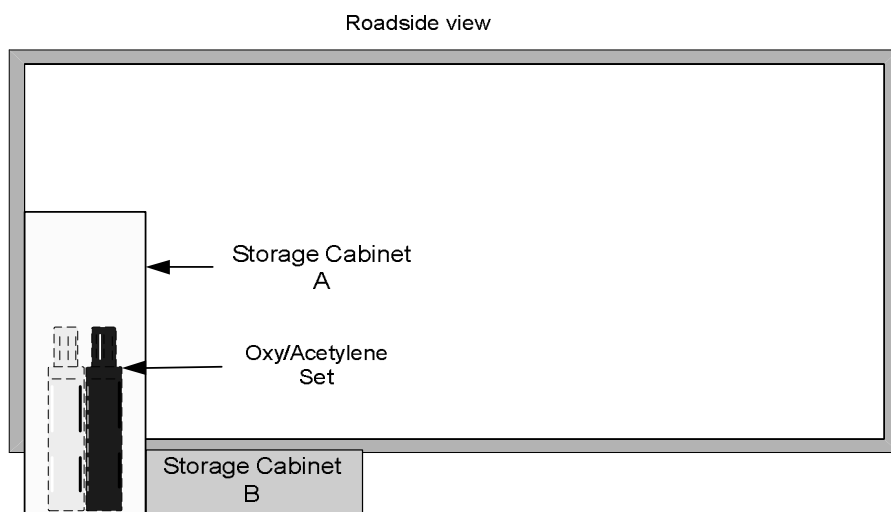 Roadside view
Storage Cabinet
A
Oxy/Acetylene
Set
Storage Cabinet
B